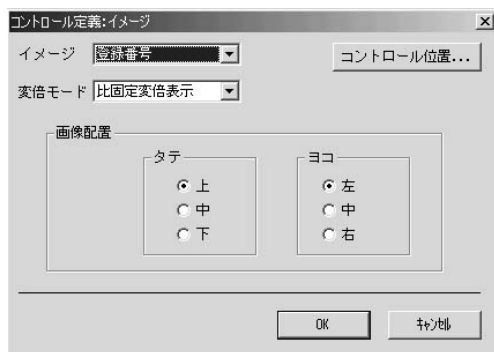 コントロール定義:イメージ
イメージ 登録番号 コントロール位置...
変倍モード 比固定変倍表示
画像配置
タテ ヨコ
上 左
中 中
下 右
OK ｷｬﾝｾﾙ